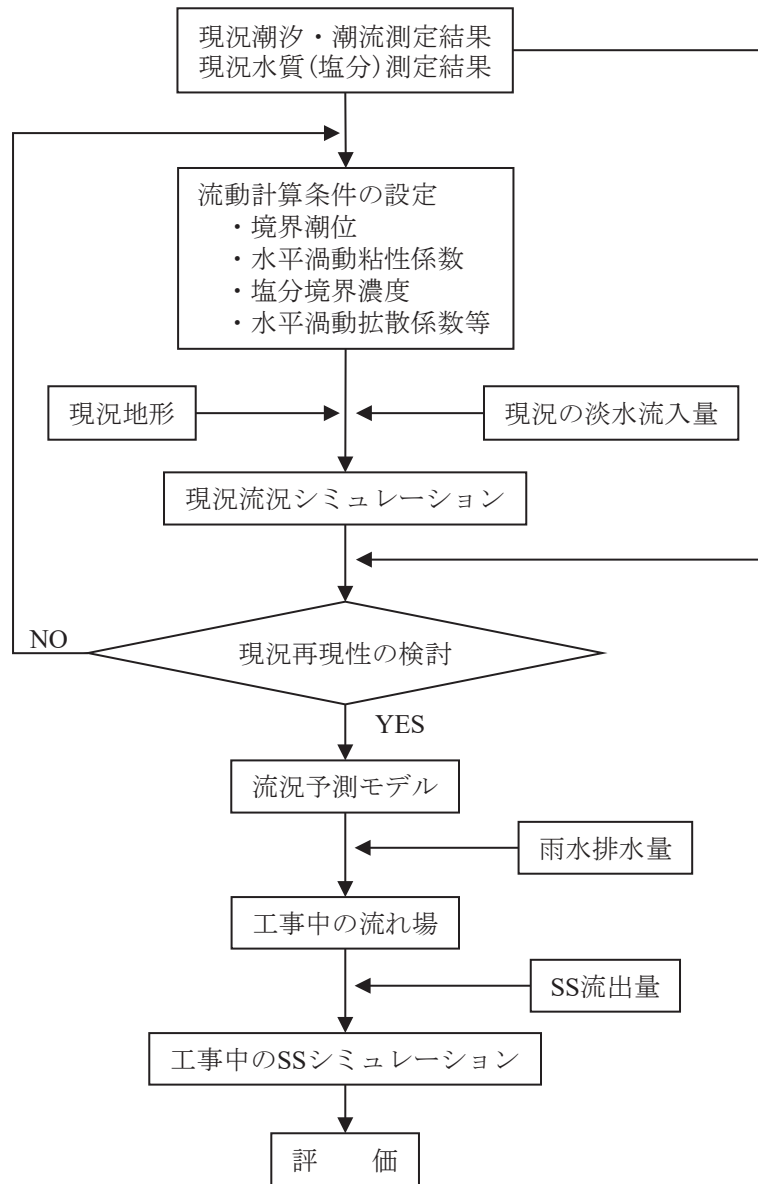 現況潮汐・潮流測定結果
現況水質(塩分)測定結果
流動計算条件の設定
・境界潮位
・水平渦動粘性係数
・塩分境界濃度
・水平渦動拡散係数等
現況地形
現況の淡水流入量
現況流況シミュレーション
NO
現況再現性の検討
YES
流況予測モデル
雨水排水量
工事中の流れ場
SS流出量
工事中のSSシミュレーション
評　　価